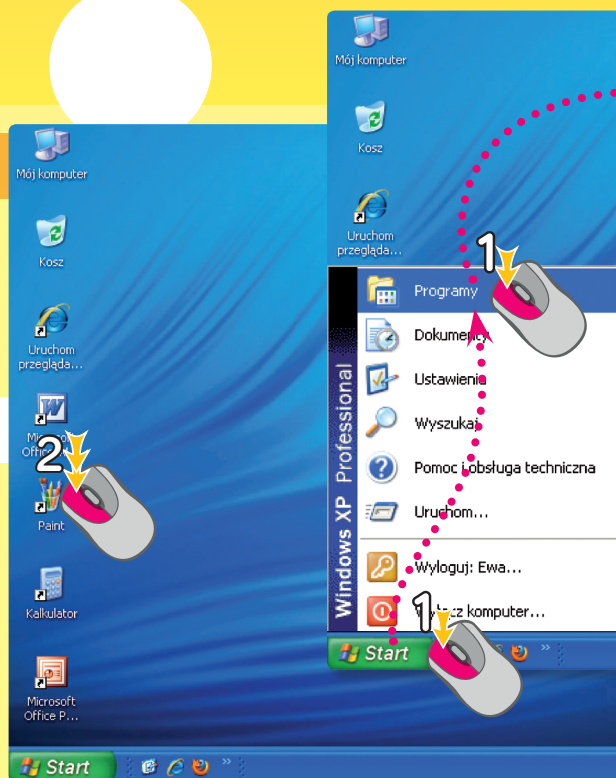 Mój komputer
Kosz
Uruchom
przegląda...
2
Paint
Kalkulator
Microsoft
Office P...
Start
Mój komputer
Kosz
Uruchom
przegląda...
1
Programy
Dokumenty
Ustawienia
Wyszukaj
Pomoc i obsługa techniczna
Uruchom...
Wyloguj: Ewa...
komputer...
Windows XP Professional
1
Start